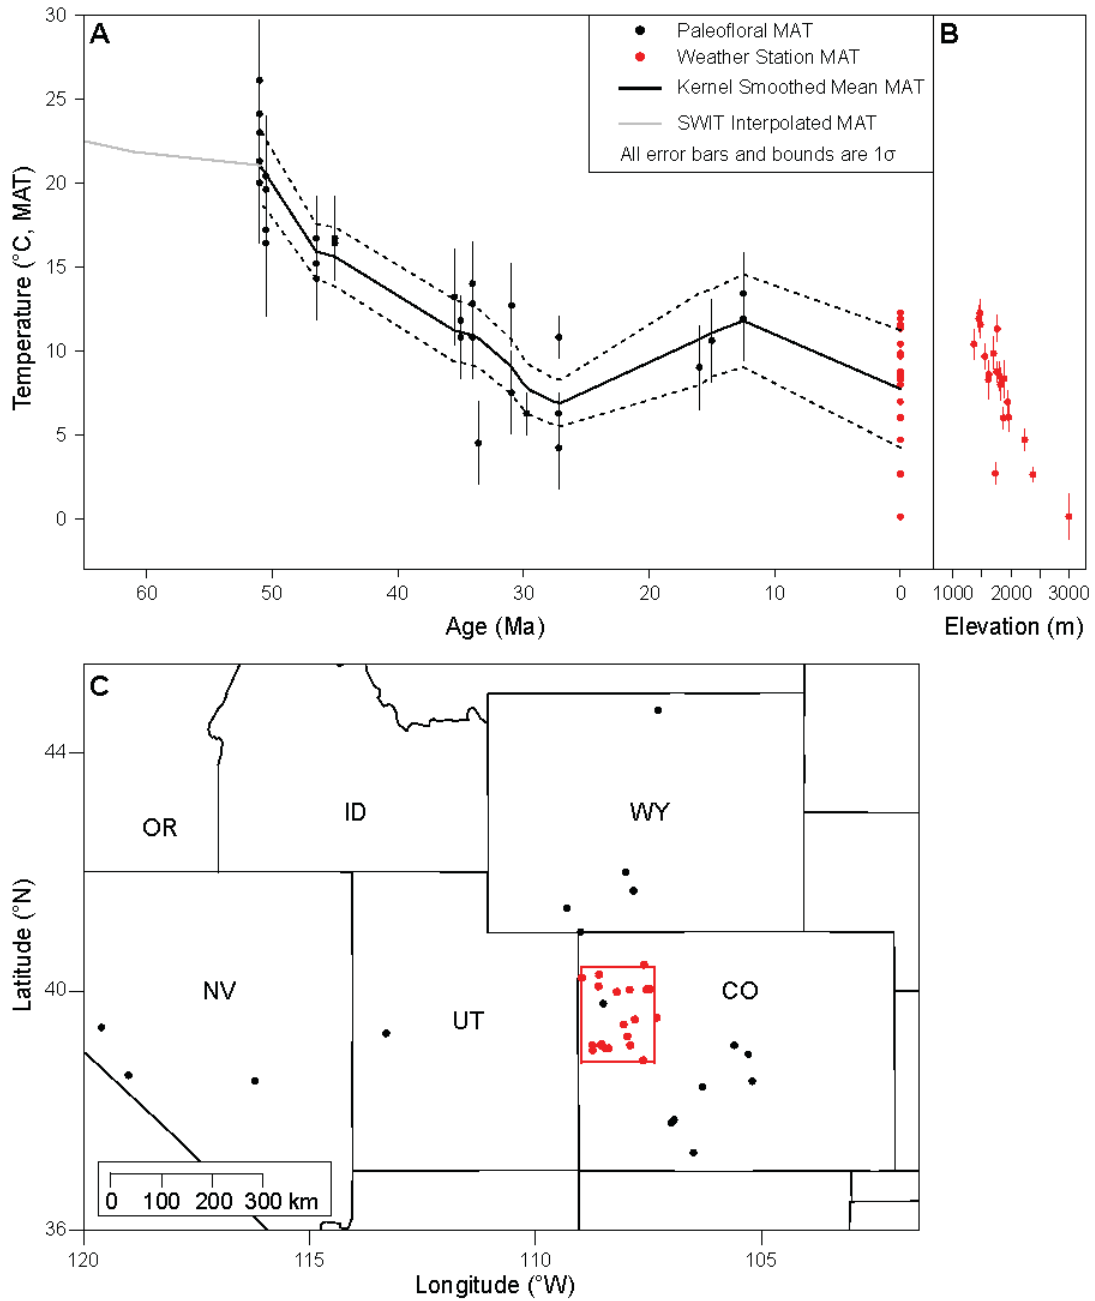 A
B
30
25
20
15
10
5
0
Temperature (°C, MAT)
Paleofloral MAT
Weather Station MAT
Kernel Smoothed Mean MAT
SWIT Interpolated MAT
All error bars and bounds are 1σ
60 50 40 30 20 10 0
Age (Ma)
1000 2000 3000
Elevation (m)
C
44
40
36
Latitude (°N)
OR
ID
WY
NV
UT
CO
0 100 200 300 km
120 115 110 105
Longitude (°W)